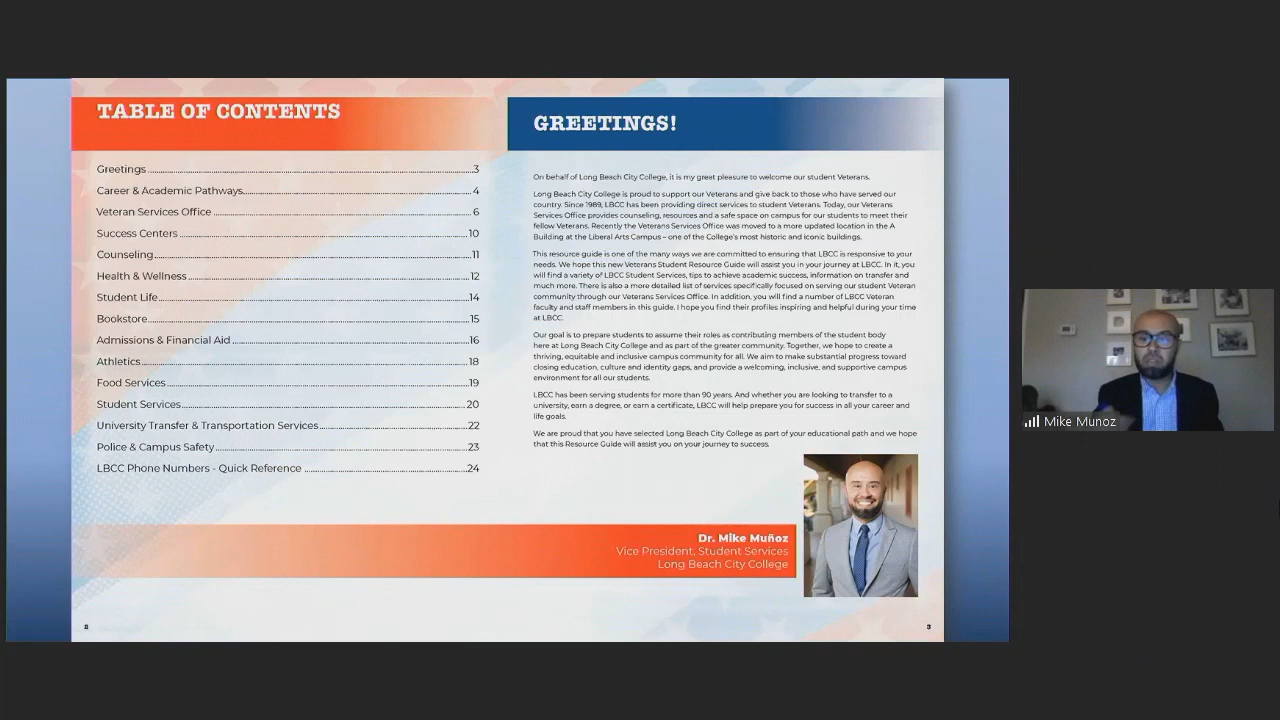 TABLE OF CONTENTS
Greetings 3
Career & Academic Pathways 4
Veteran Services Office 6
Success Centers 10
Counseling 11
Health & Wellness 12
Student Life 14
Bookstore 15
Admissions & Financial Aid 16
Athletics 18
Food Services 19
Student Services 20
University Transfer & Transportation Services 22
Police & Campus Safety 23
LBCC Phone Numbers - Quick Reference 24
2
GREETINGS!
On behalf of Long Beach City College, it is my great pleasure to welcome our student Veterans.
Long Beach City College is proud to support our Veterans and give back to those who have served our
country. Since 1989, LBCC has been providing direct services to student Veterans. Today, our Veterans
Services Office provides counseling, resources and a safe space on campus for our students to meet their
fellow Veterans. Recently the Veterans Services Office was moved to a more updated location in the A
Building at the Liberal Arts Campus – one of the College's most historic and iconic buildings.
This resource guide is one of the many ways we are committed to ensuring that LBCC is responsive to your
needs. We hope this new Veterans Student Resource Guide will assist you in your journey at LBCC. In it, you
will find a variety of LBCC Student Services, tips to achieve academic success, information on transfer and
much more. There is also a more detailed list of services specifically focused on serving our student Veteran
community through our Veterans Services Office. In addition, you will find a number of LBCC Veteran
faculty and staff members in this guide. I hope you find their profiles inspiring and helpful during your time
at LBCC.
Our goal is to prepare students to assume their roles as contributing members of the student body
here at Long Beach City College and as part of the greater community. Together, we hope to create a
thriving, equitable and inclusive campus community for all. We aim to make substantial progress toward
closing education, culture and identity gaps, and provide a welcoming, inclusive, and supportive campus
environment for all our students.
LBCC has been serving students for more than 90 years. And whether you are looking to transfer to a
university, earn a degree, or earn a certificate, LBCC will help prepare you for success in all your career and
life goals.
We are proud that you have selected Long Beach City College as part of your educational path and we hope
that this Resource Guide will assist you on your journey to success.
Dr. Mike Muñoz
Vice President, Student Services
Long Beach City College
3
Mike Munoz